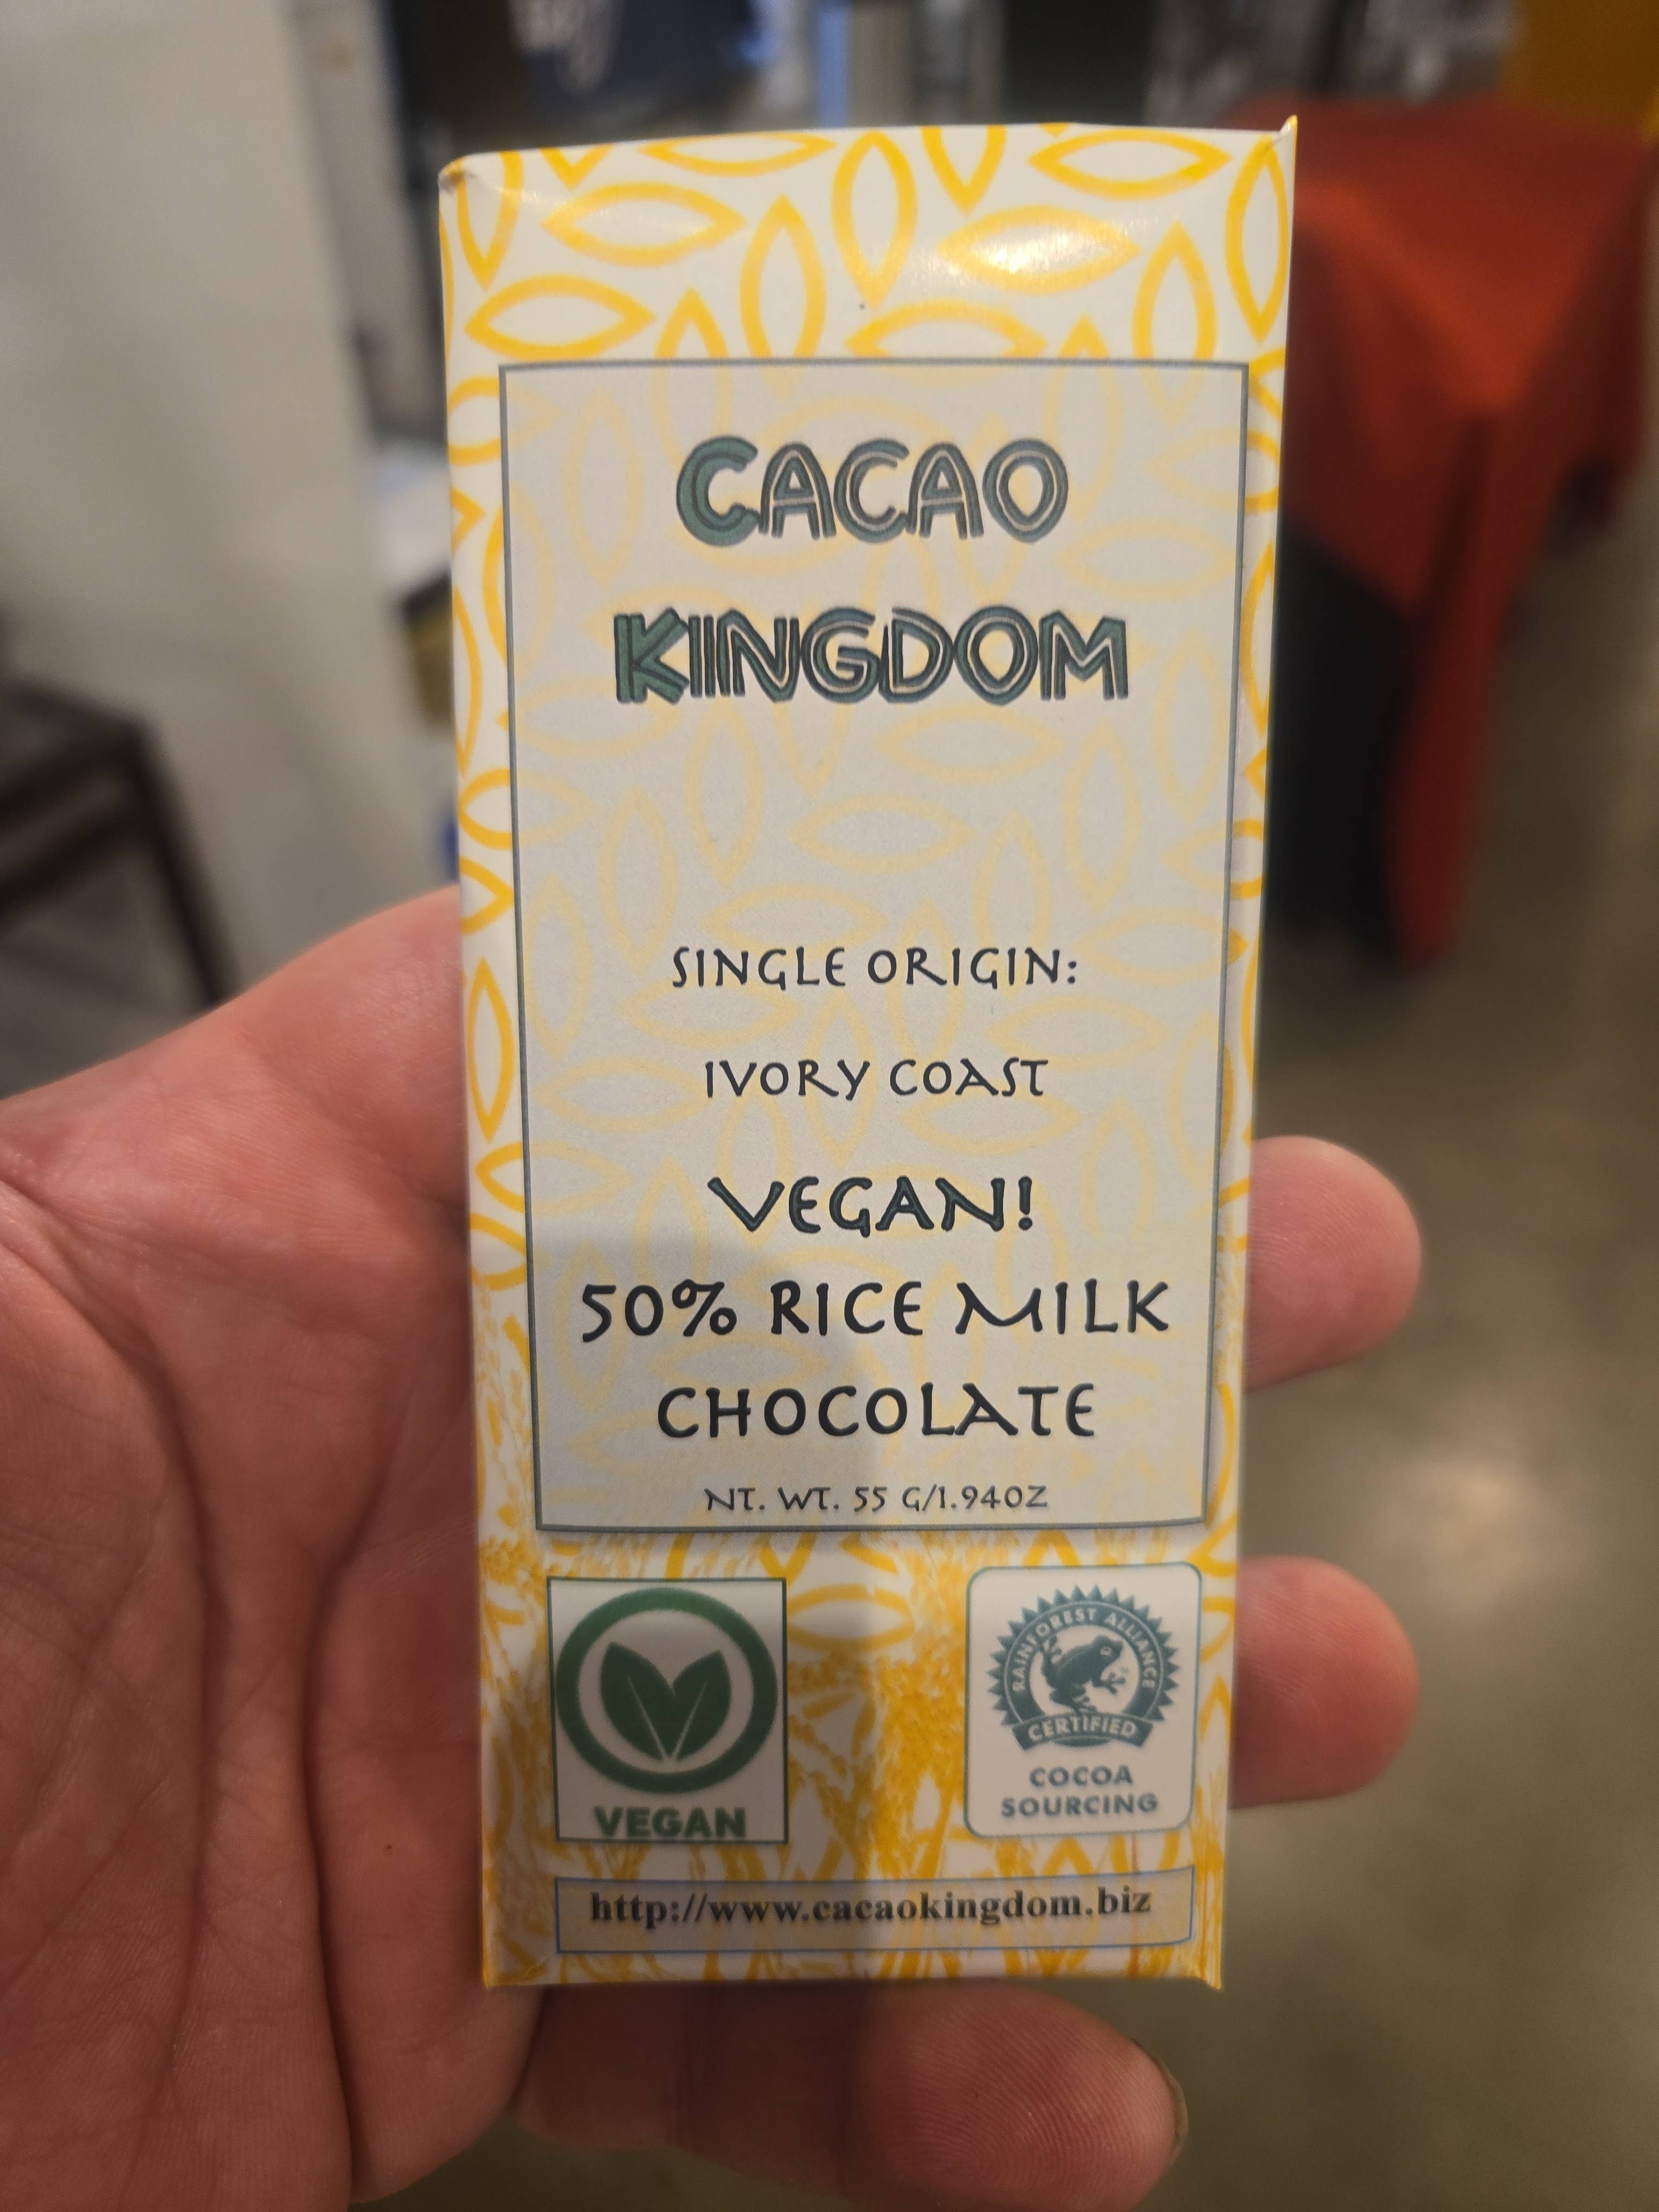 CACAO
KINGDOM
SINGLE ORIGIN:
IVORY COAST
VEGAN!
50% RICE MILK
CHOCOLATE
NT. WT. 55 G/1.94OZ
VEGAN
RAINFOREST ALLIANCE
CERTIFIED
COCOA
SOURCING
http://www.cacaokingdom.biz